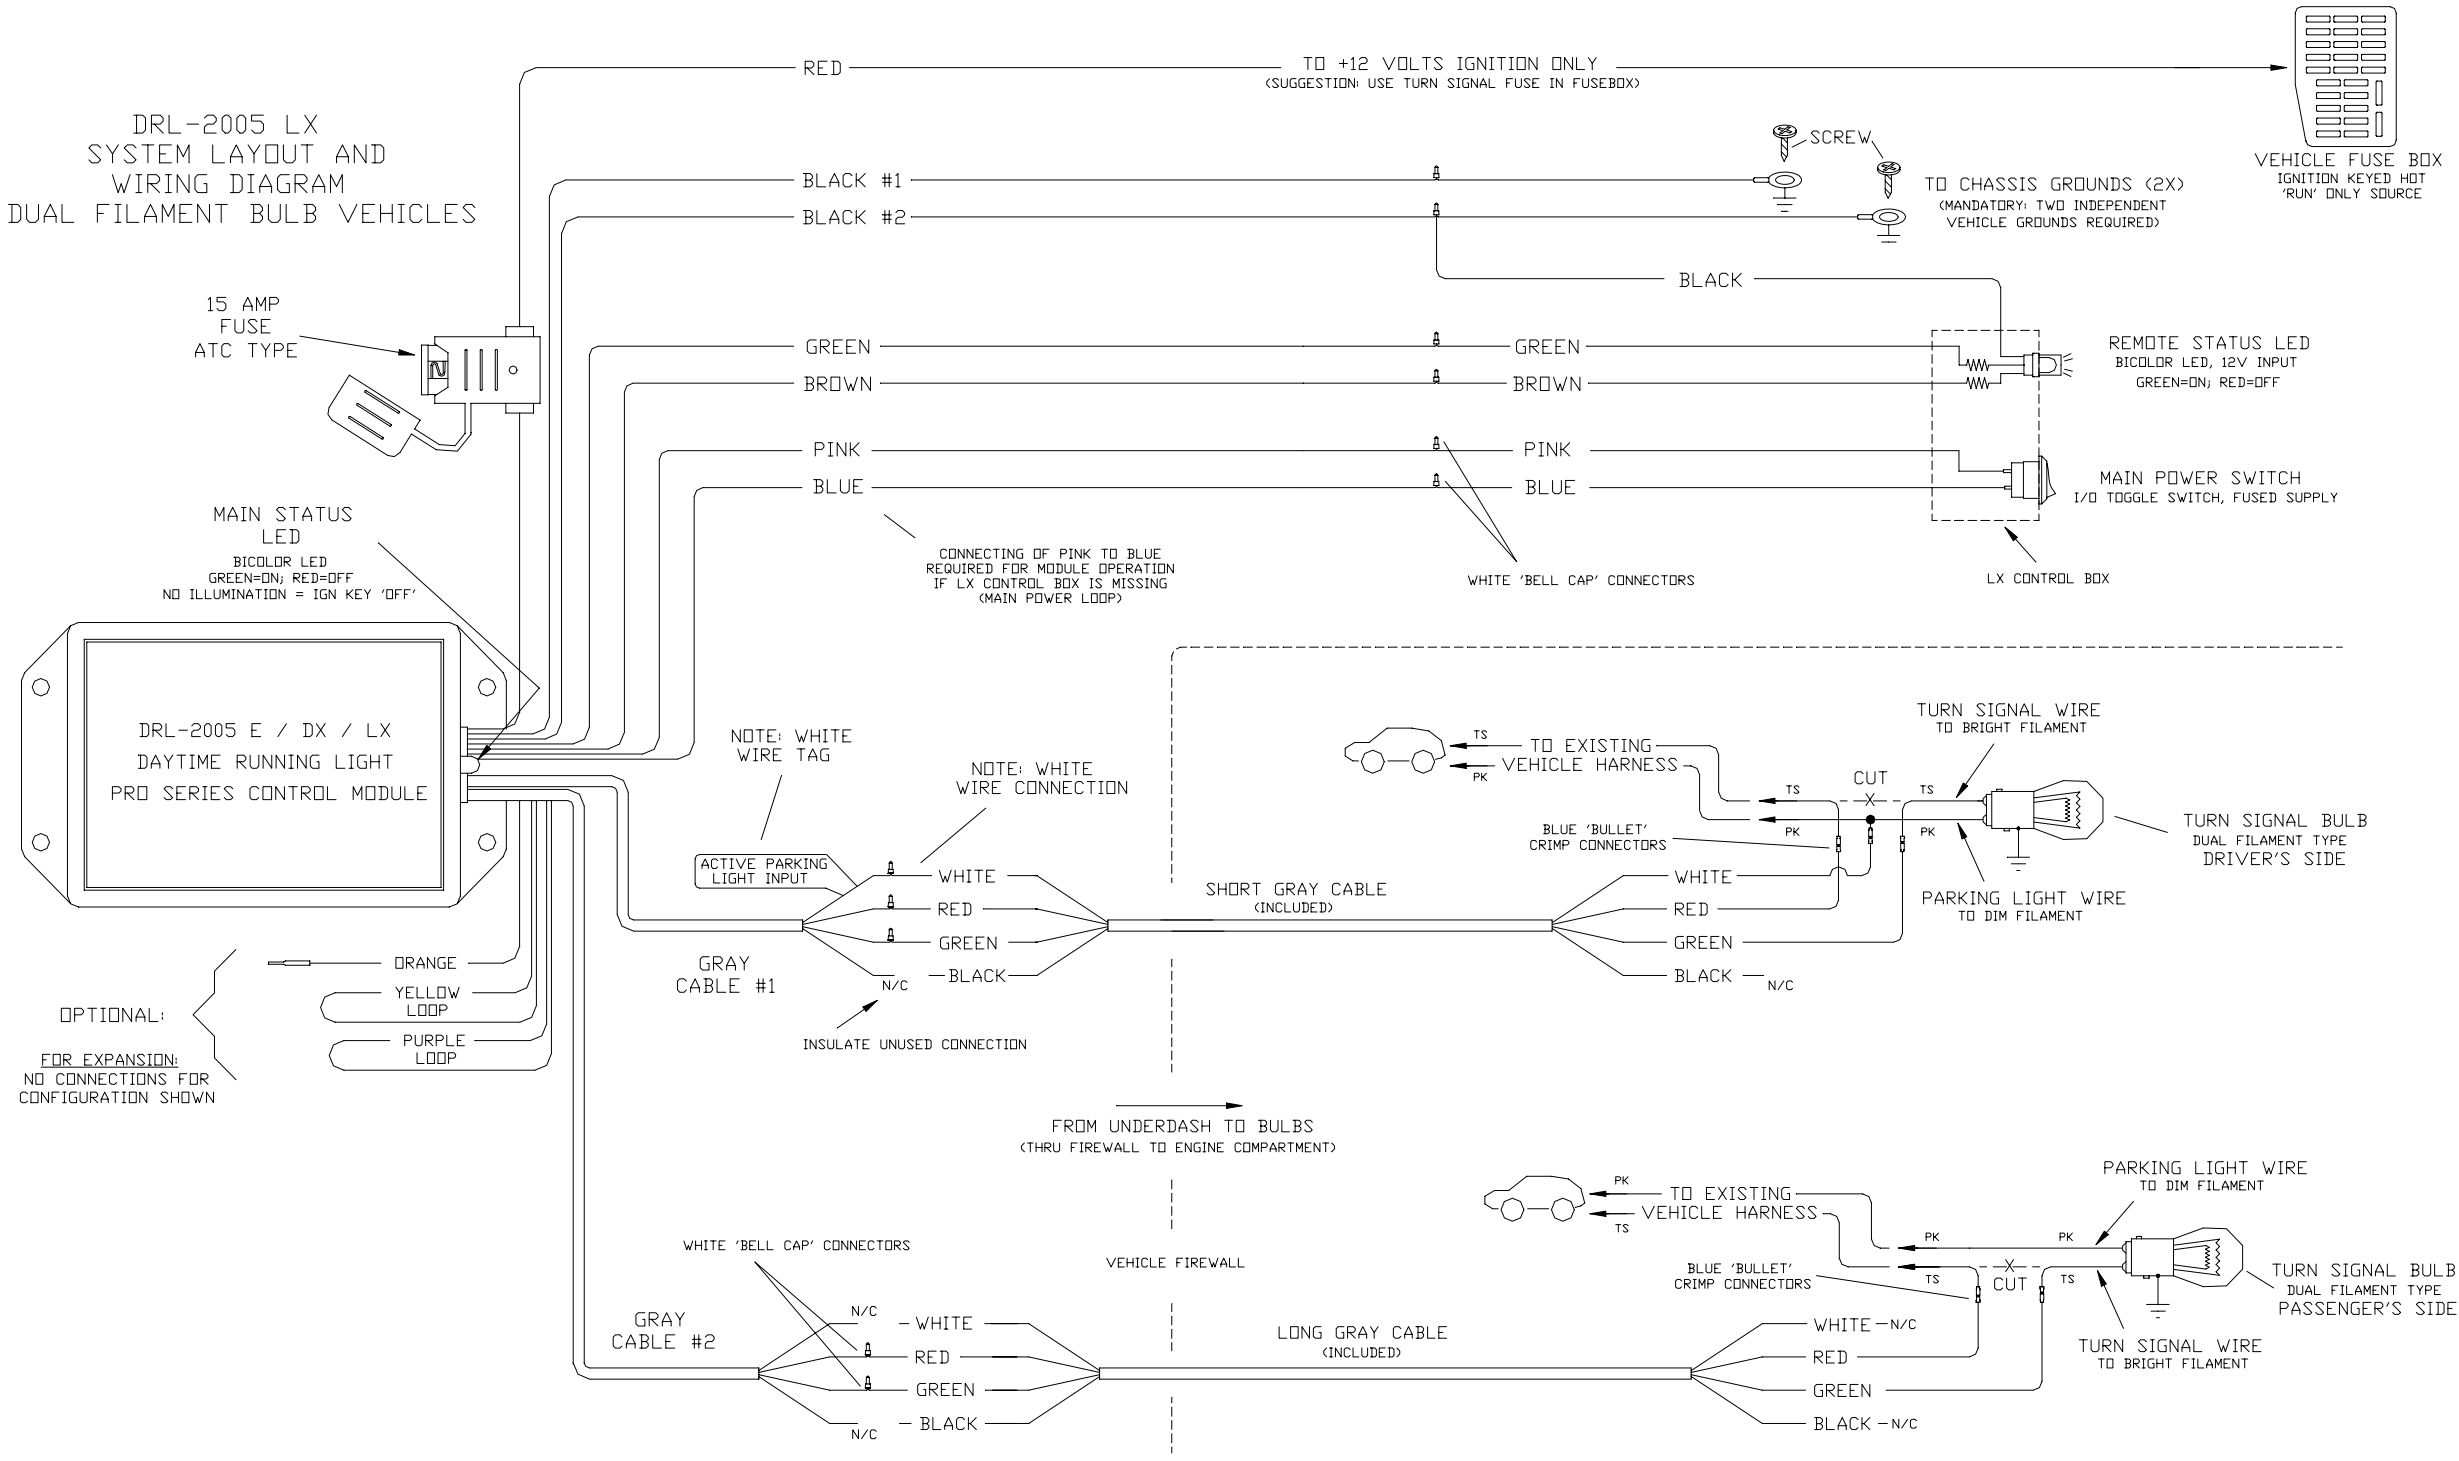 RED
TO +12 VOLTS IGNITION ONLY
(SUGGESTION: USE TURN SIGNAL FUSE IN FUSEBOX)
VEHICLE FUSE BOX
IGNITION KEYED HOT
'RUN' ONLY SOURCE
DRL-2005 LX
SYSTEM LAYOUT AND
WIRING DIAGRAM
DUAL FILAMENT BULB VEHICLES
SCREW
BLACK #1
BLACK #2
TO CHASSIS GROUNDS (2X)
(MANDATORY: TWO INDEPENDENT
VEHICLE GROUNDS REQUIRED)
BLACK
15 AMP
FUSE
ATC TYPE
GREEN
GREEN
BROWN
BROWN
REMOTE STATUS LED
BICOLOR LED, 12V INPUT
GREEN=ON; RED=OFF
PINK
PINK
BLUE
BLUE
MAIN POWER SWITCH
I/O TOGGLE SWITCH, FUSED SUPPLY
MAIN STATUS
LED
BICOLOR LED
GREEN=ON; RED=OFF
NO ILLUMINATION = IGN KEY 'OFF'
CONNECTING OF PINK TO BLUE
REQUIRED FOR MODULE OPERATION
IF LX CONTROL BOX IS MISSING
(MAIN POWER LOOP)
WHITE 'BELL CAP' CONNECTORS
LX CONTROL BOX
DRL-2005 E / DX / LX
DAYTIME RUNNING LIGHT
PRO SERIES CONTROL MODULE
NOTE: WHITE
WIRE TAG
NOTE: WHITE
WIRE CONNECTION
ACTIVE PARKING
LIGHT INPUT
TS
TO EXISTING
VEHICLE HARNESS
PK
TURN SIGNAL WIRE
TO BRIGHT FILAMENT
CUT
X
TS
TS
PK
PK
BLUE 'BULLET'
CRIMP CONNECTORS
TURN SIGNAL BULB
DUAL FILAMENT TYPE
DRIVER'S SIDE
PARKING LIGHT WIRE
TO DIM FILAMENT
WHITE
RED
GREEN
BLACK
N/C
SHORT GRAY CABLE
(INCLUDED)
WHITE
RED
GREEN
BLACK
N/C
GRAY
CABLE #1
INSULATE UNUSED CONNECTION
ORANGE
YELLOW
LOOP
PURPLE
LOOP
OPTIONAL:
FOR EXPANSION:
NO CONNECTIONS FOR
CONFIGURATION SHOWN
FROM UNDERDASH TO BULBS
(THRU FIREWALL TO ENGINE COMPARTMENT)
VEHICLE FIREWALL
PK
TO EXISTING
VEHICLE HARNESS
TS
PARKING LIGHT WIRE
TO DIM FILAMENT
PK
PK
TS
X
CUT
TS
BLUE 'BULLET'
CRIMP CONNECTORS
TURN SIGNAL BULB
DUAL FILAMENT TYPE
PASSENGER'S SIDE
TURN SIGNAL WIRE
TO BRIGHT FILAMENT
WHITE 'BELL CAP' CONNECTORS
GRAY
CABLE #2
N/C
WHITE
RED
GREEN
BLACK
N/C
LONG GRAY CABLE
(INCLUDED)
WHITE
N/C
RED
GREEN
BLACK
N/C